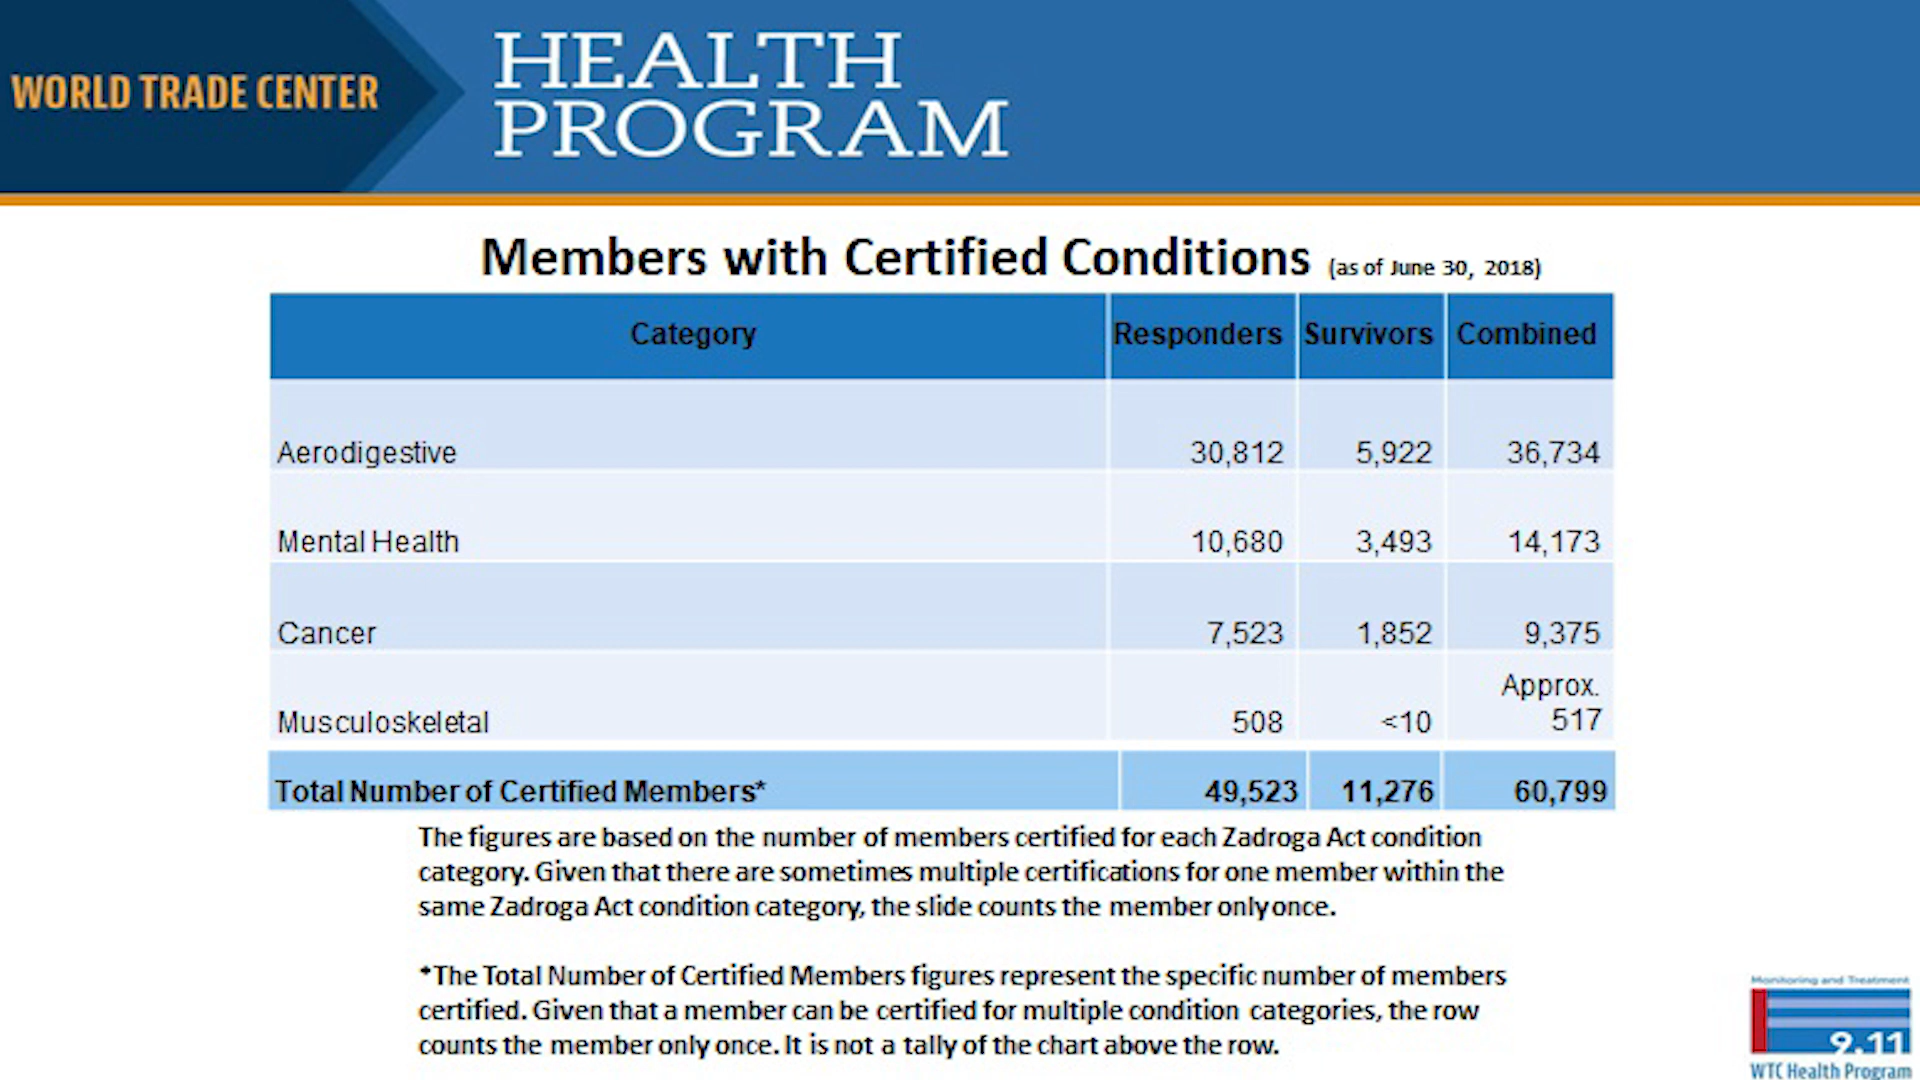 WORLD TRADE CENTER
HEALTH
PROGRAM
Members with Certified Conditions (as of June 30, 2018)
Category Responders Survivors Combined
Aerodigestive 30,812 5,922 36,734
Mental Health 10,680 3,493 14,173
Cancer 7,523 1,852 9,375
Musculoskeletal 508 <10 Approx. 517
Total Number of Certified Members* 49,523 11,276 60,799
The figures are based on the number of members certified for each Zadroga Act condition
category. Given that there are sometimes multiple certifications for one member within the
same Zadroga Act condition category, the slide counts the member only once.
*The Total Number of Certified Members figures represent the specific number of members
certified. Given that a member can be certified for multiple condition categories, the row
counts the member only once. It is not a tally of the chart above the row.
Monitoring and Treatment
9.11
WTC Health Program